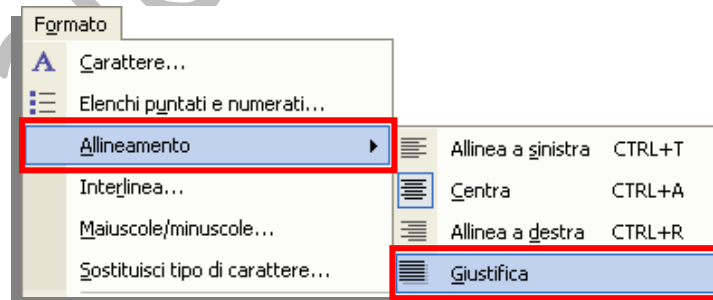 Formato
Carattere...
Elenchi puntati e numerati...
Allineamento
Allinea a sinistra CTRL+T
Interlinea...
Centra CTRL+A
Maiuscole/minuscole...
Allinea a destra CTRL+R
Sostituisci tipo di carattere...
Giustifica